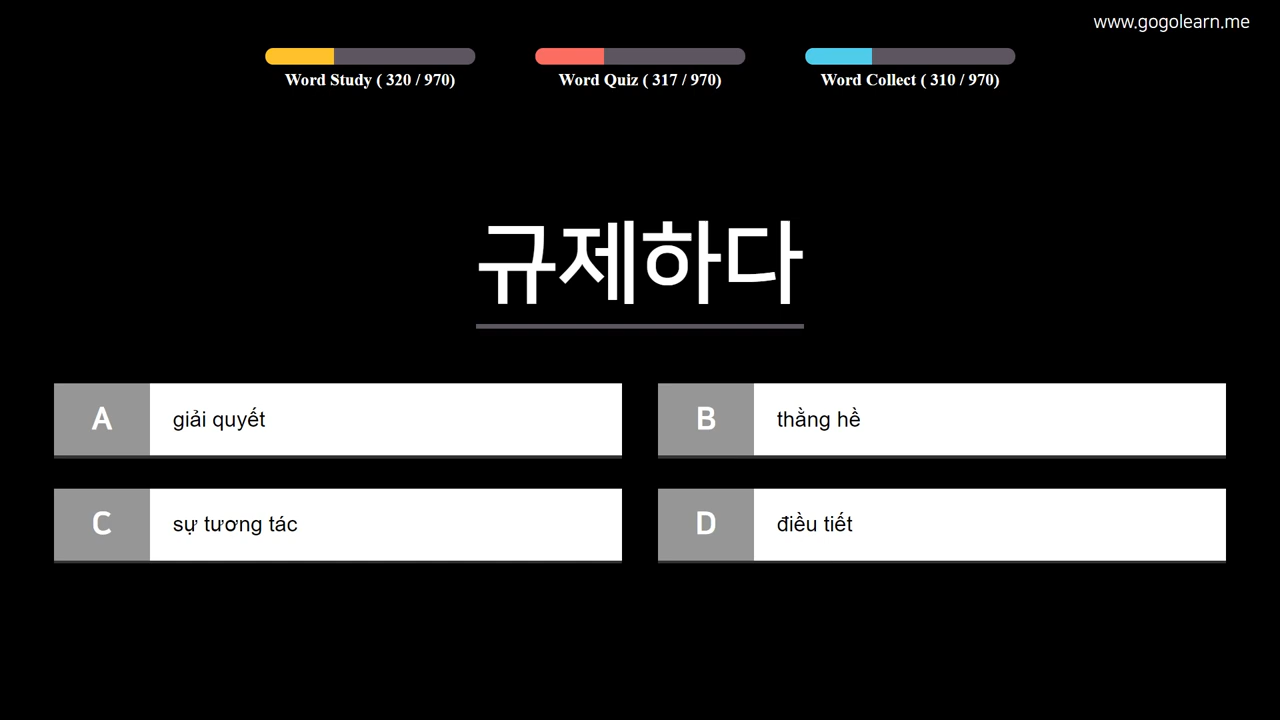 www.gogolearn.me
Word Study ( 320 / 970)
Word Quiz ( 317 / 970)
Word Collect ( 310 / 970)
규제하다
A giải quyết
B thằng hề
C sự tương tác
D điều tiết